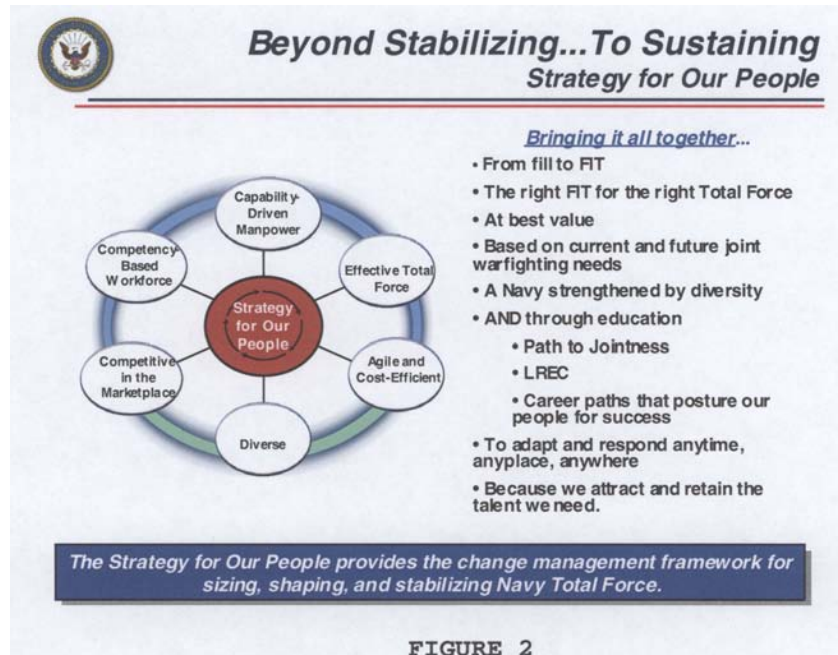 Beyond Stabilizing...To Sustaining
Strategy for Our People
Bringing it all together...
• From fill to FIT
• The right FIT for the right Total Force
• At best value
• Based on current and future joint
warfighting needs
• A Navy strengthened by diversity
• AND through education
• Path to Jointness
• LREC
• Career paths that posture our
people for success
• To adapt and respond anytime,
anyplace, anywhere
• Because we attract and retain the
talent we need.
Capability-
Driven
Manpower
Effective Total
Force
Agile and
Cost-Efficient
Diverse
Competitive
in the
Marketplace
Competency-
Based
Workforce
Strategy
for Our
People
The Strategy for Our People provides the change management framework for
sizing, shaping, and stabilizing Navy Total Force.
FIGURE 2